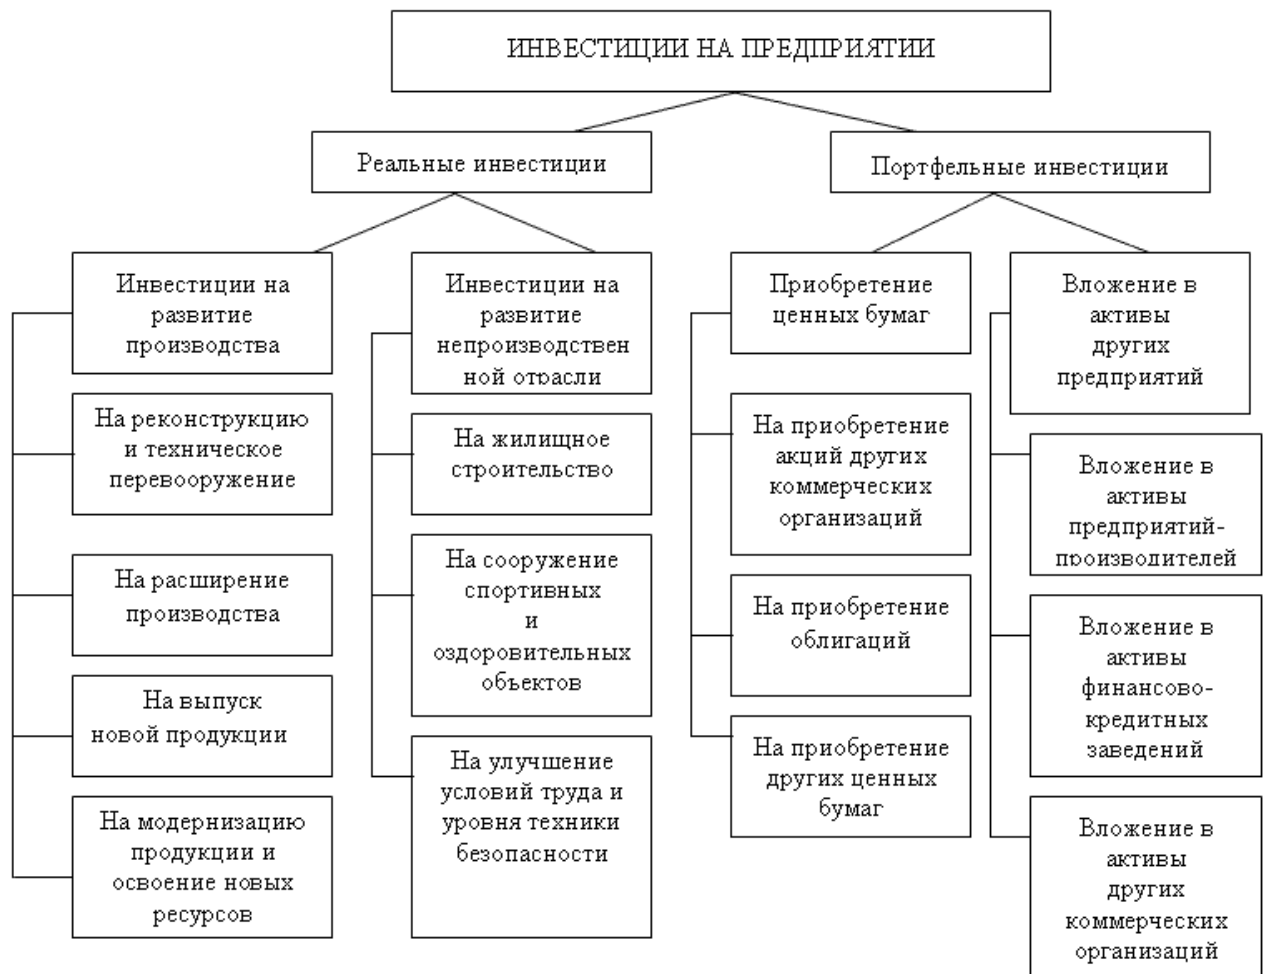 ИНВЕСТИЦИИ НА ПРЕДПРИЯТИИ
Реальные инвестиции
Портфельные инвестиции
Инвестиции на
развитие
производства
На реконструкцию
и техническое
перевооружение
На расширение
производства
На выпуск
новой продукции
На модернизацию
продукции и
освоение новых
ресурсов
Инвестиции на
развитие
непроизводствен
ной отрасли
На жилищное
строительство
На сооружение
спортивных
и
оздоровительных
объектов
На улучшение
условий труда и
уровня техники
безопасности
Приобретение
ценных бумаг
На приобретение
акций других
коммерческих
организаций
На приобретение
облигаций
На приобретение
других ценных
бумаг
Вложение в
активы
других
предприятий
Вложение в
активы
предприятий-
производителей
Вложение в
активы
финансово-
кредитных
заведений
Вложение в
активы
других
коммерческих
организаций